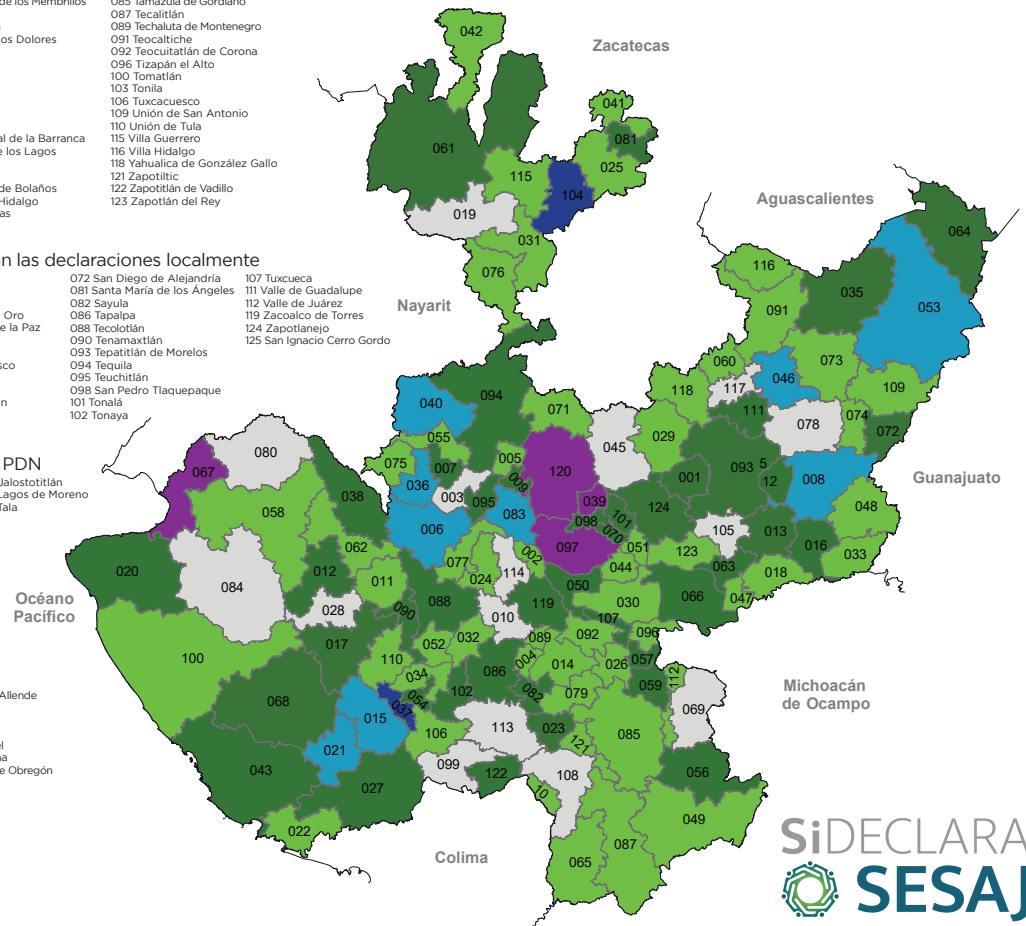 de los Membrillos
os Dolores
al de la Barranca
e los Lagos
de Bolaños
Hidalgo
as
085 Tamazula de Gordiano
087 Tecalitlán
089 Techaluta de Montenegro
091 Teocaltiche
092 Teocuitatlán de Corona
096 Tizapán el Alto
100 Tomatlán
103 Tonila
106 Tuxcacuesco
109 Unión de San Antonio
110 Unión de Tula
115 Villa Guerrero
116 Villa Hidalgo
118 Yahualica de González Gallo
121 Zapotiltic
122 Zapotitlán de Vadillo
123 Zapotlán del Rey
an las declaraciones localmente
Oro
e la Paz
sco
n
072 San Diego de Alejandría
081 Santa María de los Ángeles
082 Sayula
086 Tapalpa
088 Tecolotlán
090 Tenamaxtlán
093 Tepatitlán de Morelos
094 Tequila
095 Teuchitlán
098 San Pedro Tlaquepaque
101 Tonalá
102 Tonaya
107 Tuxcueca
111 Valle de Guadalupe
112 Valle de Juárez
119 Zacoalco de Torres
124 Zapotlanejo
125 San Ignacio Cerro Gordo
PDN
Jalostotitlán
Lagos de Moreno
Tala
Allende
el
na
e Obregón
Zacatecas
Aguascalientes
Nayarit
Guanajuato
Océano
Pacífico
Michoacán
de Ocampo
Colima
042
061
041
081
025
115
104
019
031
076
064
116
035
053
091
060
073
046
117
118
109
040
094
071
045
029
111
078
074
072
055
075
007
005
120
067
080
036
003
009
095
083
039
001
093
5
12
008
038
058
006
098
101
124
048
070
097
105
013
016
033
062
002
051
123
020
084
012
011
077
024
114
044
063
018
050
066
047
028
090
088
010
119
030
107
017
032
089
092
096
100
110
052
004
014
026
057
034
086
112
068
015
037
054
102
082
079
059
069
106
113
023
121
085
021
043
027
099
122
108
056
10
022
049
065
087
SiDECLARA
SESAJ